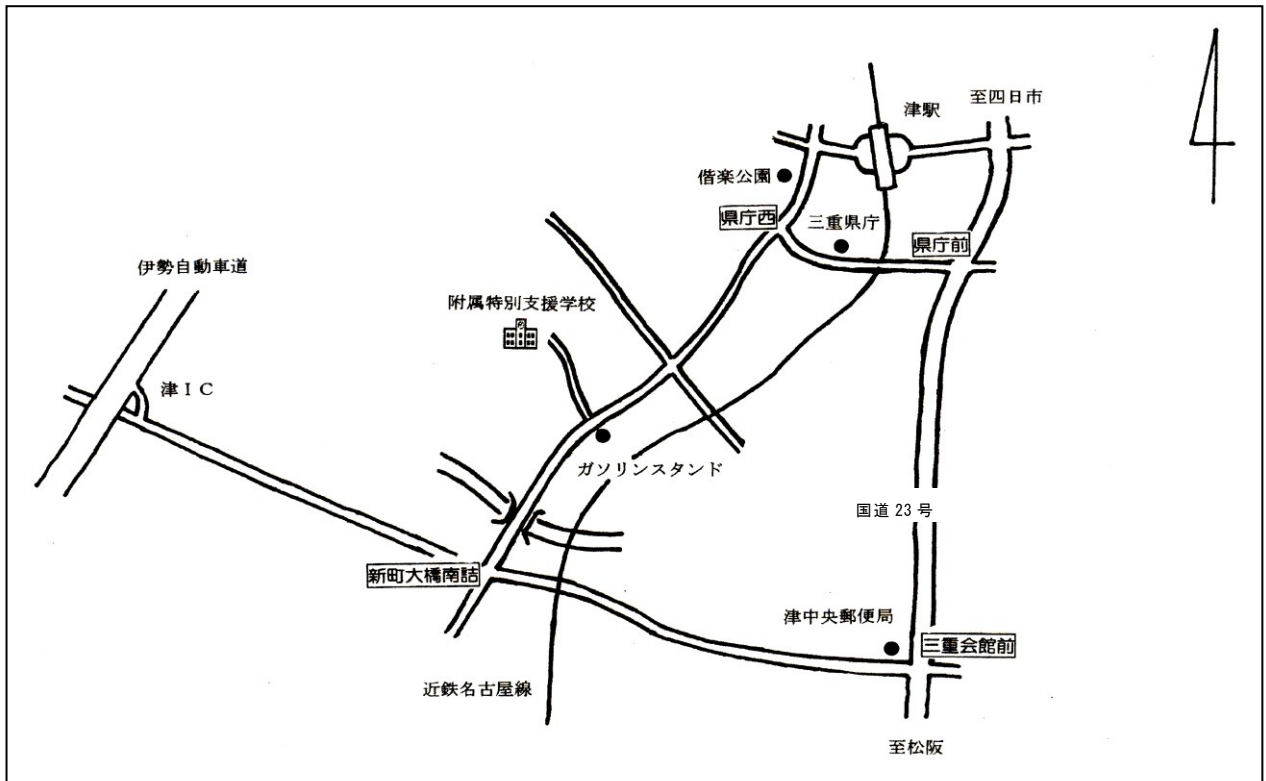 至四日市
津駅
偕楽公園
県庁西
三重県庁
県庁前
伊勢自動車道
附属特別支援学校
津IC
ガソリンスタンド
国道23号
新町大橋南詰
津中央郵便局
三重会館前
近鉄名古屋線
至松阪